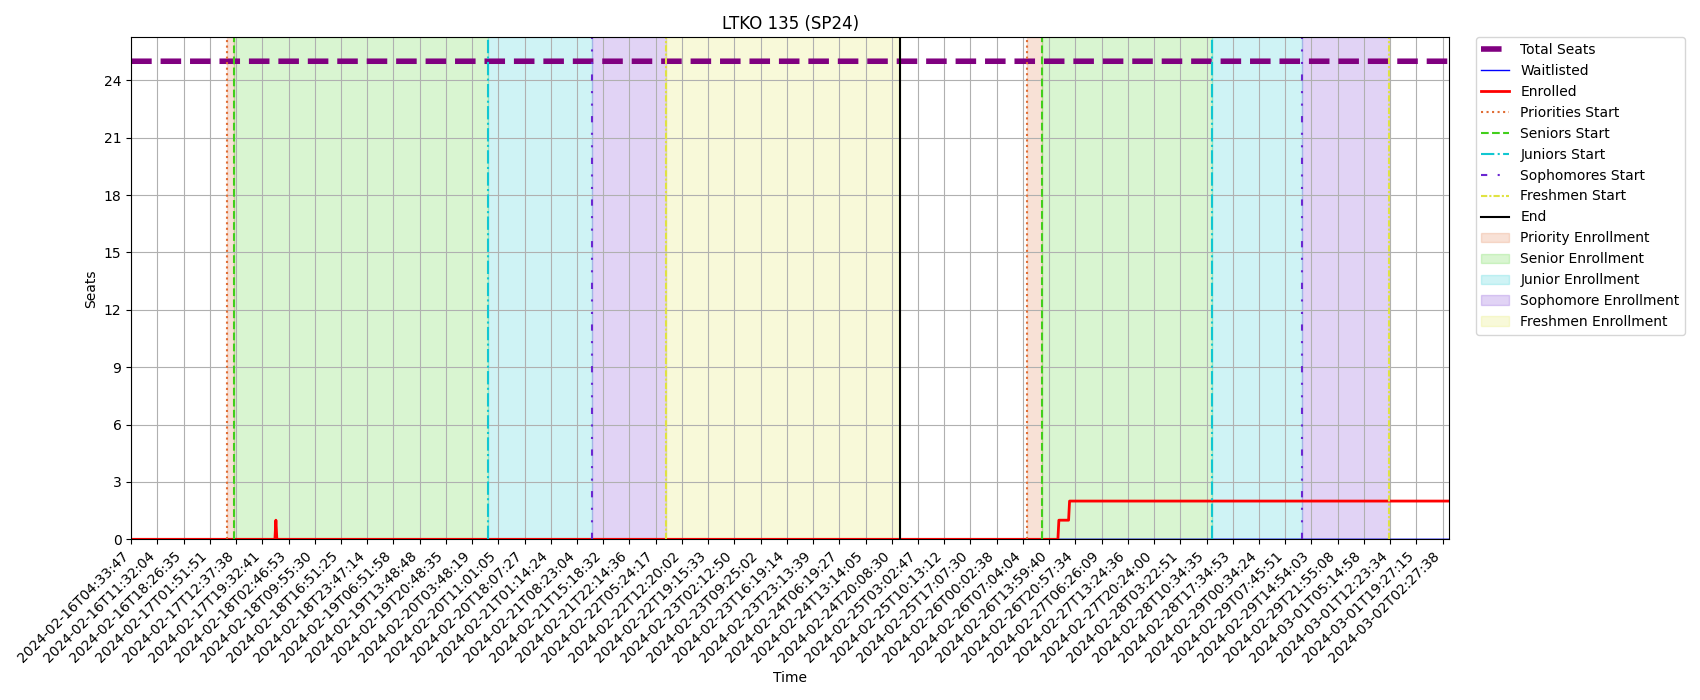 LTKO 135 (SP24)
Seats
24
21
18
15
12
9
6
3
0
2024-02-16T04:33:47
2024-02-16T11:32:04
2024-02-16T18:26:35
2024-02-17T01:51:51
2024-02-17T12:37:38
2024-02-17T19:32:41
2024-02-18T02:46:53
2024-02-18T09:55:30
2024-02-18T16:51:25
2024-02-18T23:47:14
2024-02-19T06:51:58
2024-02-19T13:48:48
2024-02-19T20:48:35
2024-02-20T03:48:19
2024-02-20T11:01:05
2024-02-20T18:07:27
2024-02-21T01:14:24
2024-02-21T08:23:04
2024-02-21T15:18:32
2024-02-21T22:14:36
2024-02-22T05:24:17
2024-02-22T12:20:02
2024-02-22T19:15:33
2024-02-23T02:12:50
2024-02-23T09:25:02
2024-02-23T16:19:14
2024-02-23T23:13:39
2024-02-24T06:19:27
2024-02-24T13:14:05
2024-02-24T20:08:30
2024-02-25T03:02:47
2024-02-25T10:13:12
2024-02-25T17:07:30
2024-02-26T00:02:38
2024-02-26T07:04:04
2024-02-26T13:59:40
2024-02-26T20:57:34
2024-02-27T06:26:09
2024-02-27T13:24:36
2024-02-27T20:24:00
2024-02-28T03:22:51
2024-02-28T10:34:35
2024-02-28T17:34:53
2024-02-29T00:34:24
2024-02-29T07:45:51
2024-02-29T14:54:03
2024-02-29T21:55:08
2024-03-01T05:14:58
2024-03-01T12:23:34
2024-03-01T19:27:15
2024-03-02T02:27:38
Time
Total Seats
Waitlisted
Enrolled
Priorities Start
Seniors Start
Juniors Start
Sophomores Start
Freshmen Start
End
Priority Enrollment
Senior Enrollment
Junior Enrollment
Sophomore Enrollment
Freshmen Enrollment